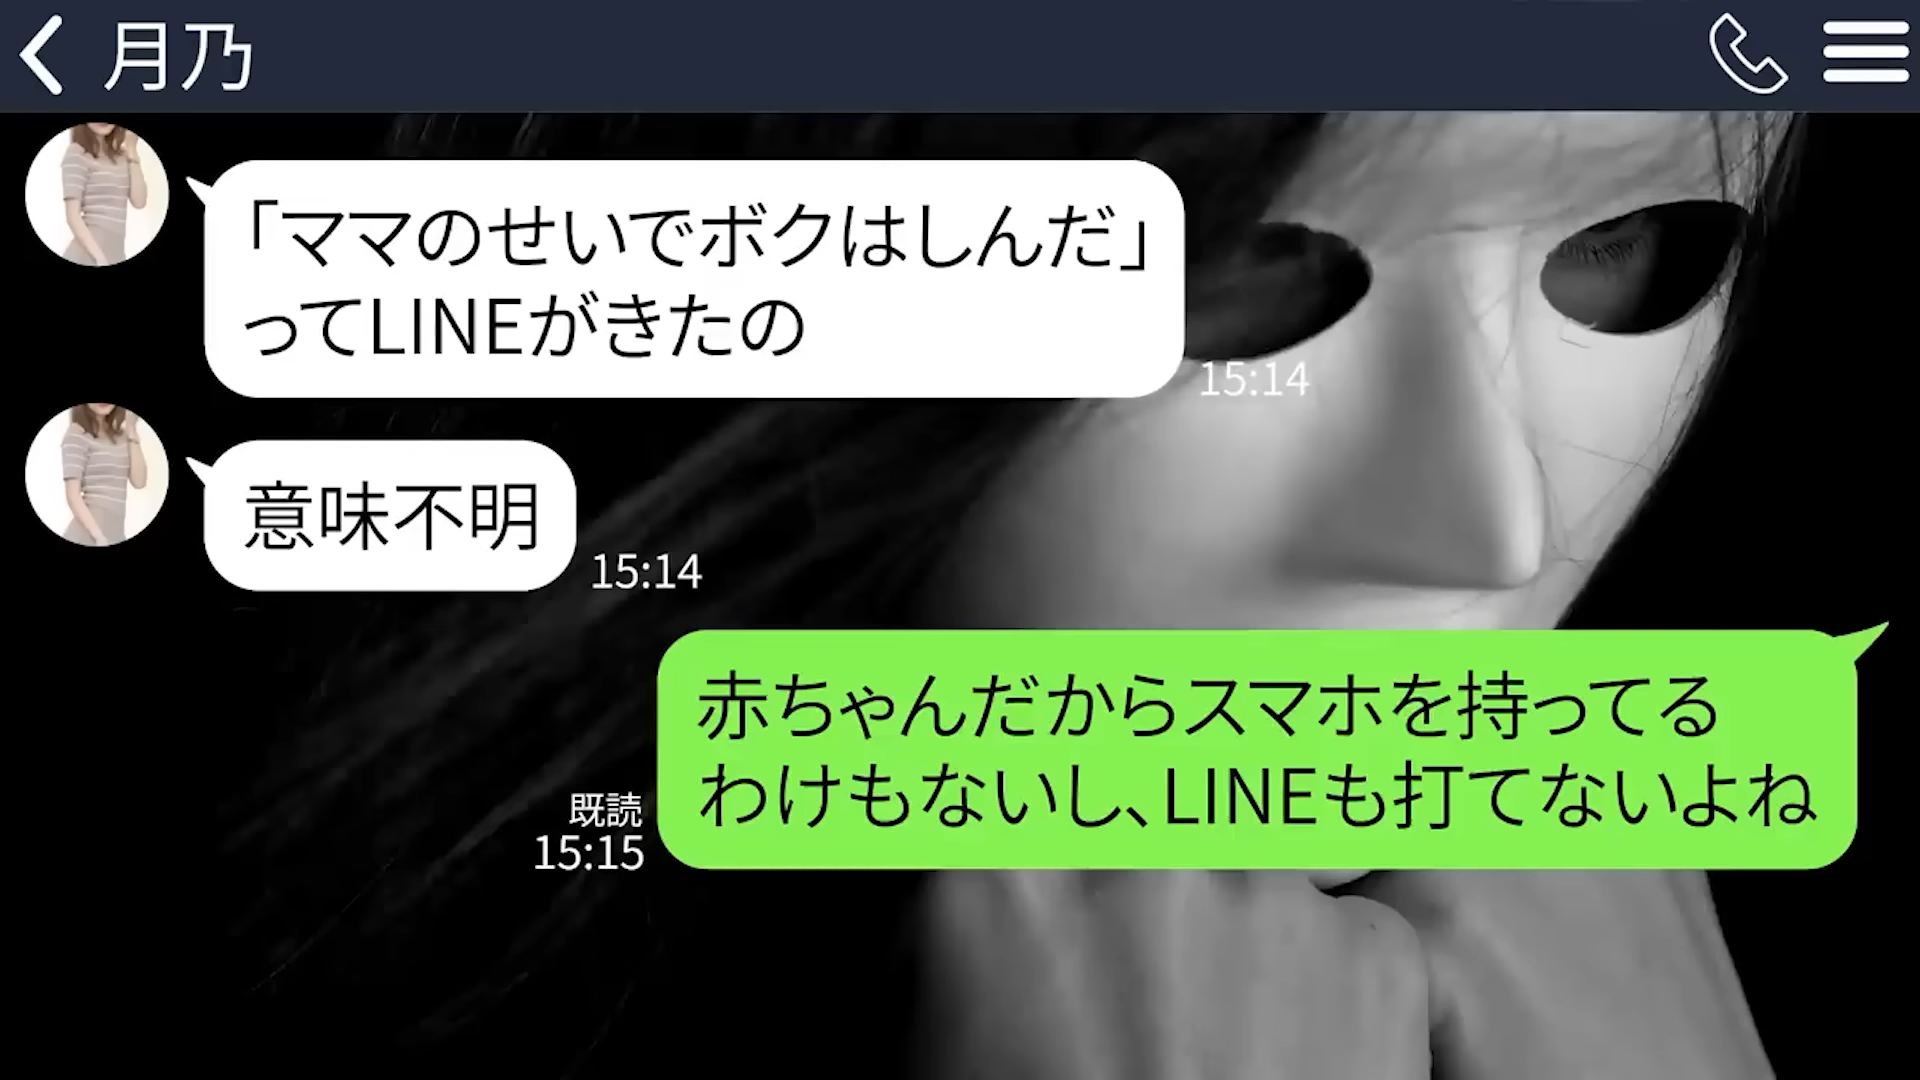 月乃
「ママのせいでボクはしんだ」
ってLINEがきたの
15:14
意味不明
15:14
赤ちゃんだからスマホを持ってる
わけもないし、LINEも打てないよね
既読
15:15